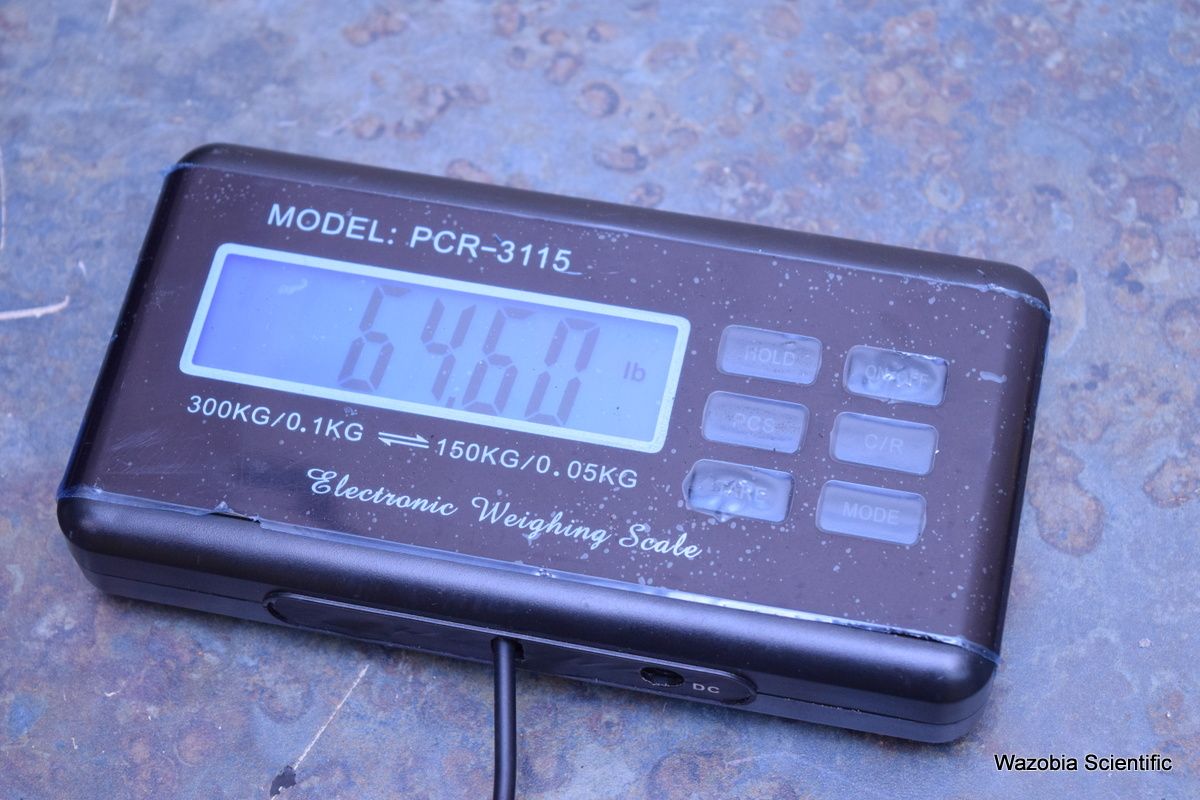 MODEL: PCR-3115
64.60 lb
300KG/0.1KG ⇌ 150KG/0.05KG
Electronic Weighing Scale
HOLD
ON/OFF
PCS
C/R
TARE
MODE
DC
Wazobia Scientific